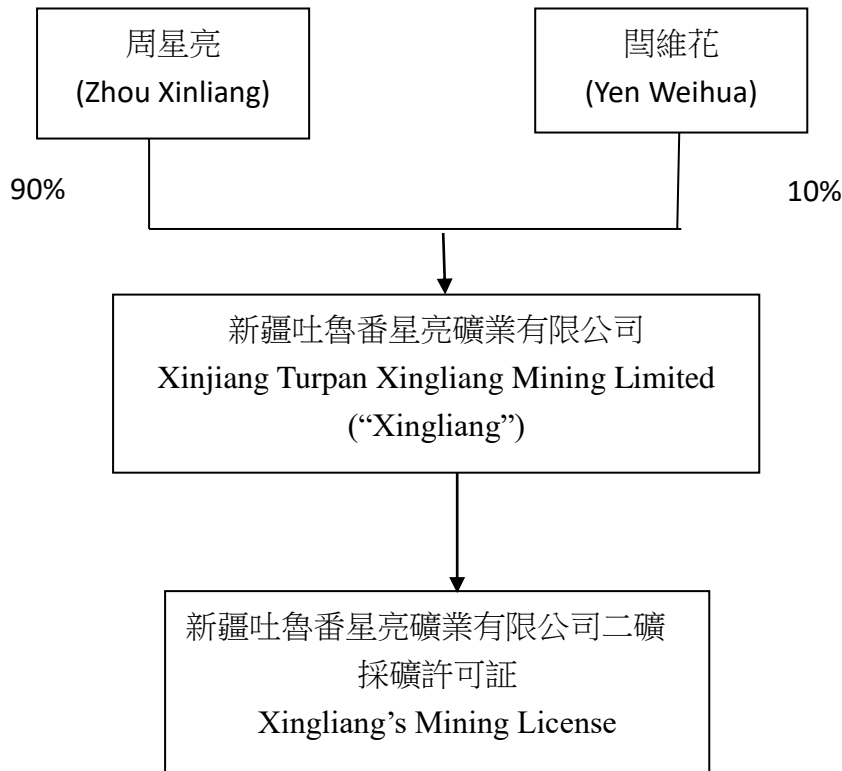 周星亮
(Zhou Xinliang)
閆維花
(Yen Weihua)
90%
10%
新疆吐魯番星亮礦業有限公司
Xinjiang Turpan Xingliang Mining Limited
(“Xingliang”)
新疆吐魯番星亮礦業有限公司二礦
採礦許可証
Xingliang’s Mining License